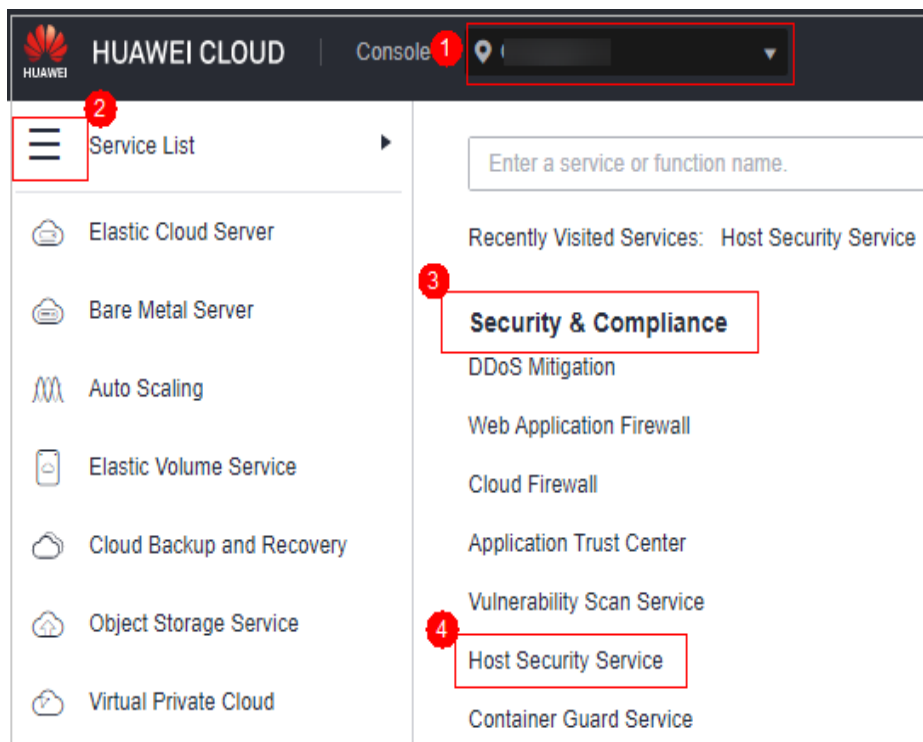 HUAWEI
HUAWEI CLOUD
Console
1
2
Service List
Elastic Cloud Server
Bare Metal Server
Auto Scaling
Elastic Volume Service
Cloud Backup and Recovery
Object Storage Service
Virtual Private Cloud
Enter a service or function name.
Recently Visited Services: Host Security Service
3
Security & Compliance
DDoS Mitigation
Web Application Firewall
Cloud Firewall
Application Trust Center
Vulnerability Scan Service
4
Host Security Service
Container Guard Service